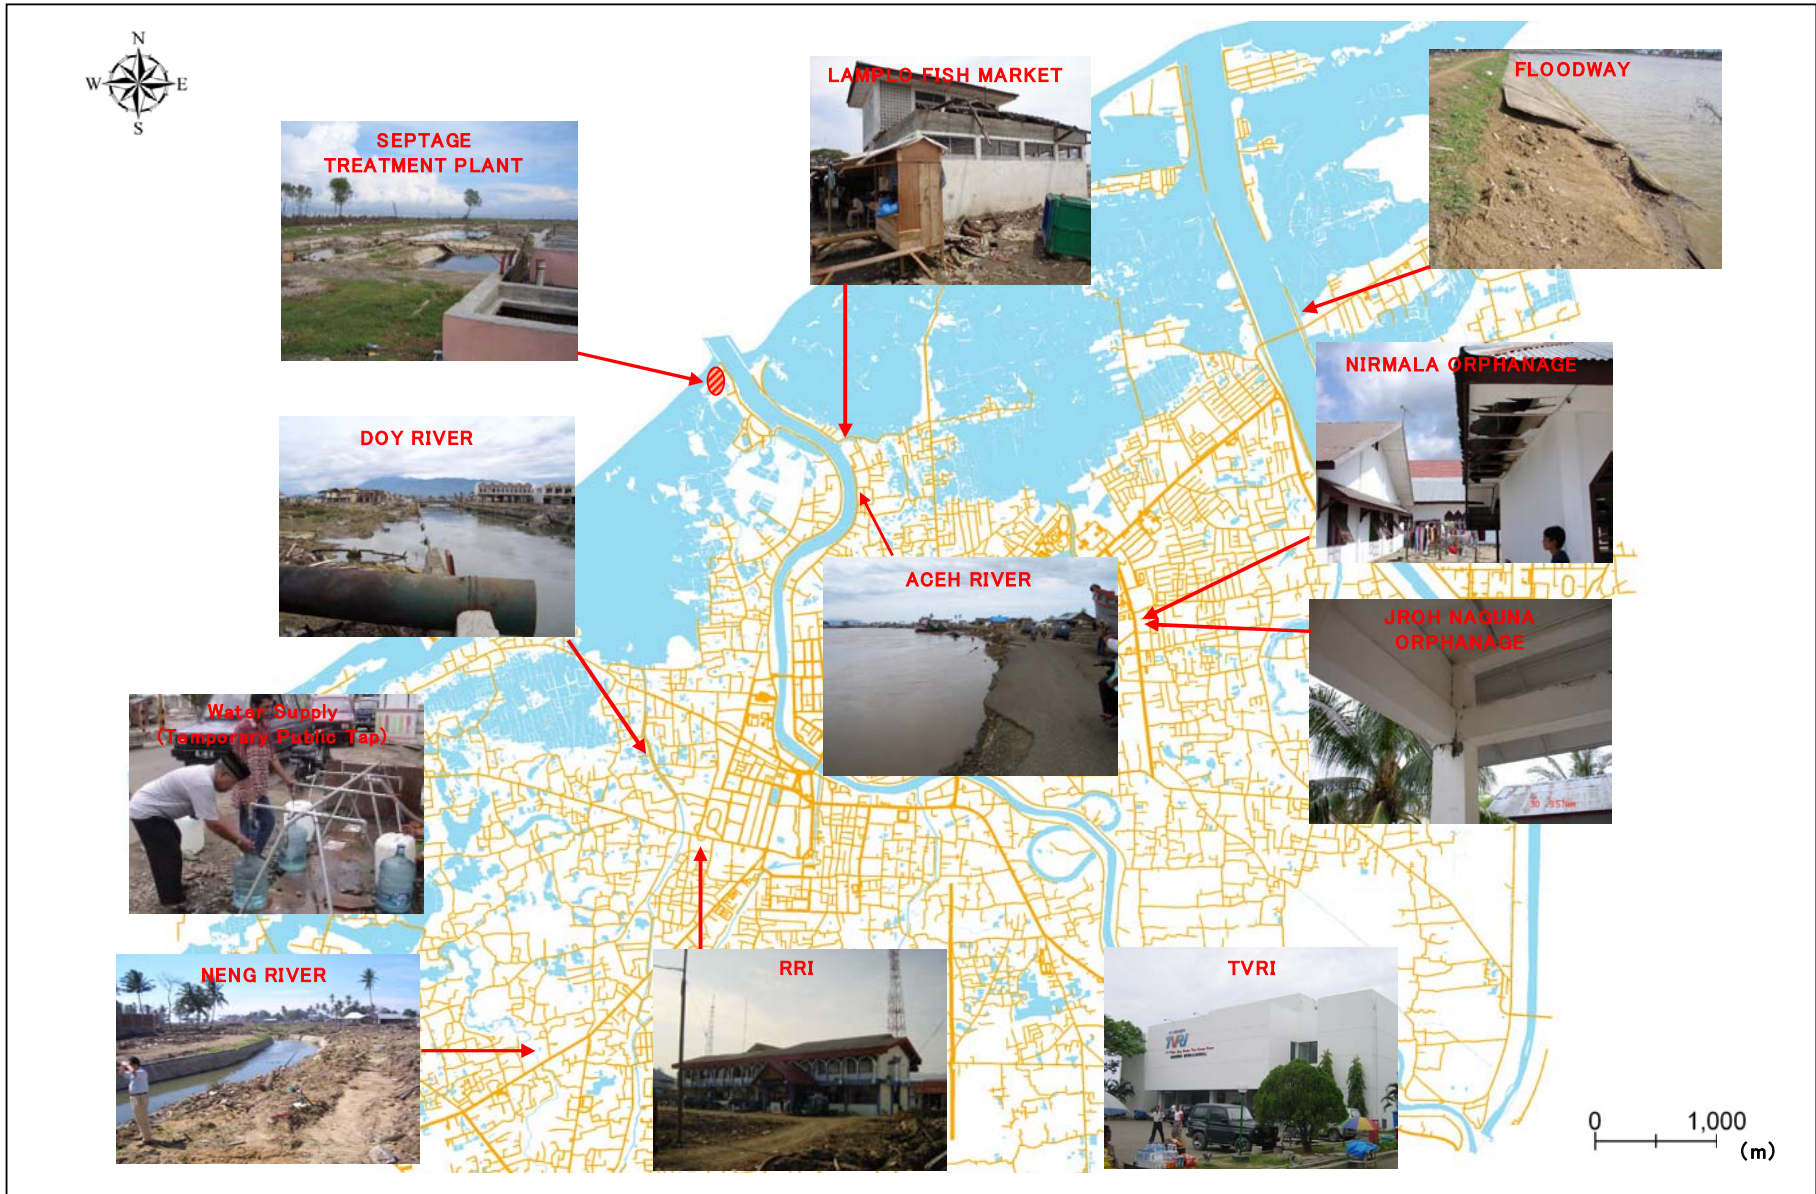 N
W E
S
LAMPLO FISH MARKET
FLOODWAY
SEPTAGE
TREATMENT PLANT
NIRMALA ORPHANAGE
DOY RIVER
ACEH RIVER
JROH NAGUNA
ORPHANAGE
Water Supply
(Temporary Public Tap)
NENG RIVER
RRI
TVRI
TVRI
0 1,000
(m)